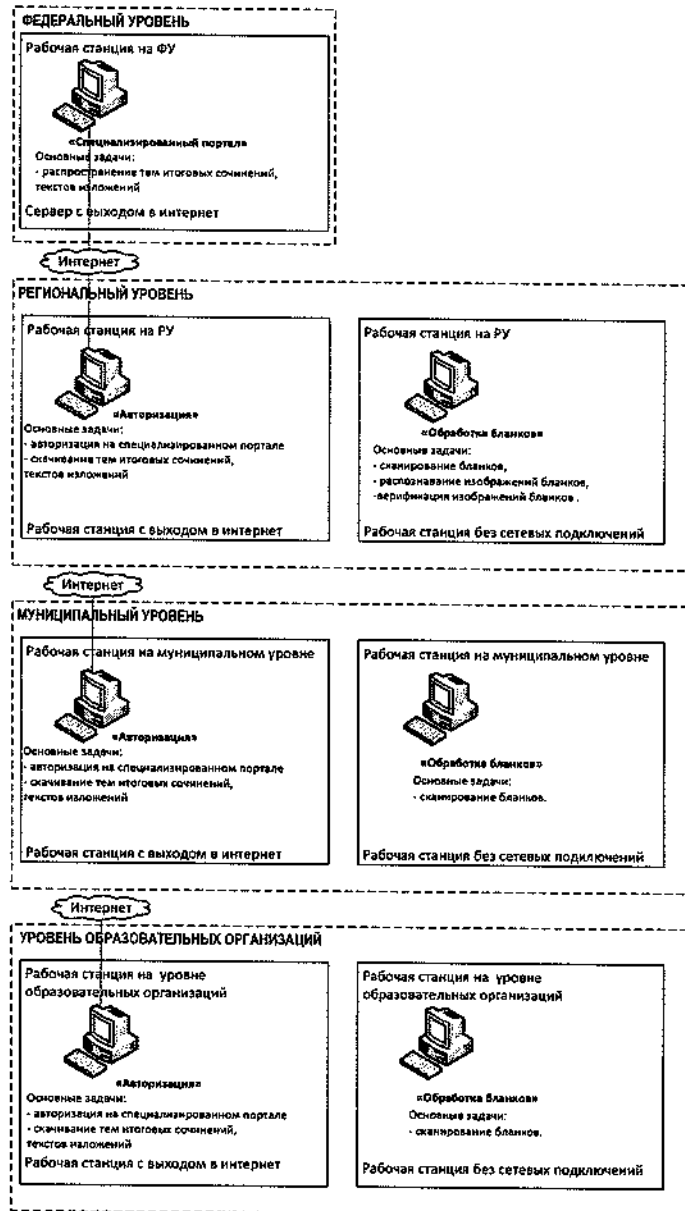 ФЕДЕРАЛЬНЫЙ УРОВЕНЬ
Рабочая станция на ФУ
«Специализированный портал»
Основные задачи:
- распространение тем итоговых сочинений,
текстов изложений
Сервер с выходом в интернет
Интернет
РЕГИОНАЛЬНЫЙ УРОВЕНЬ
Рабочая станция на РУ
«Авторизация»
Основные задачи:
- авторизация на специализированном портале
- скачивание тем итоговых сочинений,
текстов изложений
Рабочая станция с выходом в интернет
Рабочая станция на РУ
«Обработка бланков»
Основные задачи:
- сканирование бланков,
- распознавание изображений бланков,
-верификация изображений бланков .
Рабочая станция без сетевых подключений
Интернет
МУНИЦИПАЛЬНЫЙ УРОВЕНЬ
Рабочая станция на муниципальном уровне
«Авторизация»
Основные задачи:
- авторизация на специализированном портале
- скачивание тем итоговых сочинений,
текстов изложений
Рабочая станция с выходом в интернет
Рабочая станция на муниципальном уровне
«Обработка бланков»
Основные задачи:
- сканирование бланков.
Рабочая станция без сетевых подключений
Интернет
УРОВЕНЬ ОБРАЗОВАТЕЛЬНЫХ ОРГАНИЗАЦИЙ
Рабочая станция на уровне
образовательных организаций
«Авторизация»
Основные задачи:
- авторизация на специализированном портале
- скачивание тем итоговых сочинений,
текстов изложений
Рабочая станция с выходом в интернет
Рабочая станция на уровне
образовательных организаций
«Обработка бланков»
Основные задачи:
- сканирование бланков.
Рабочая станция без сетевых подключений